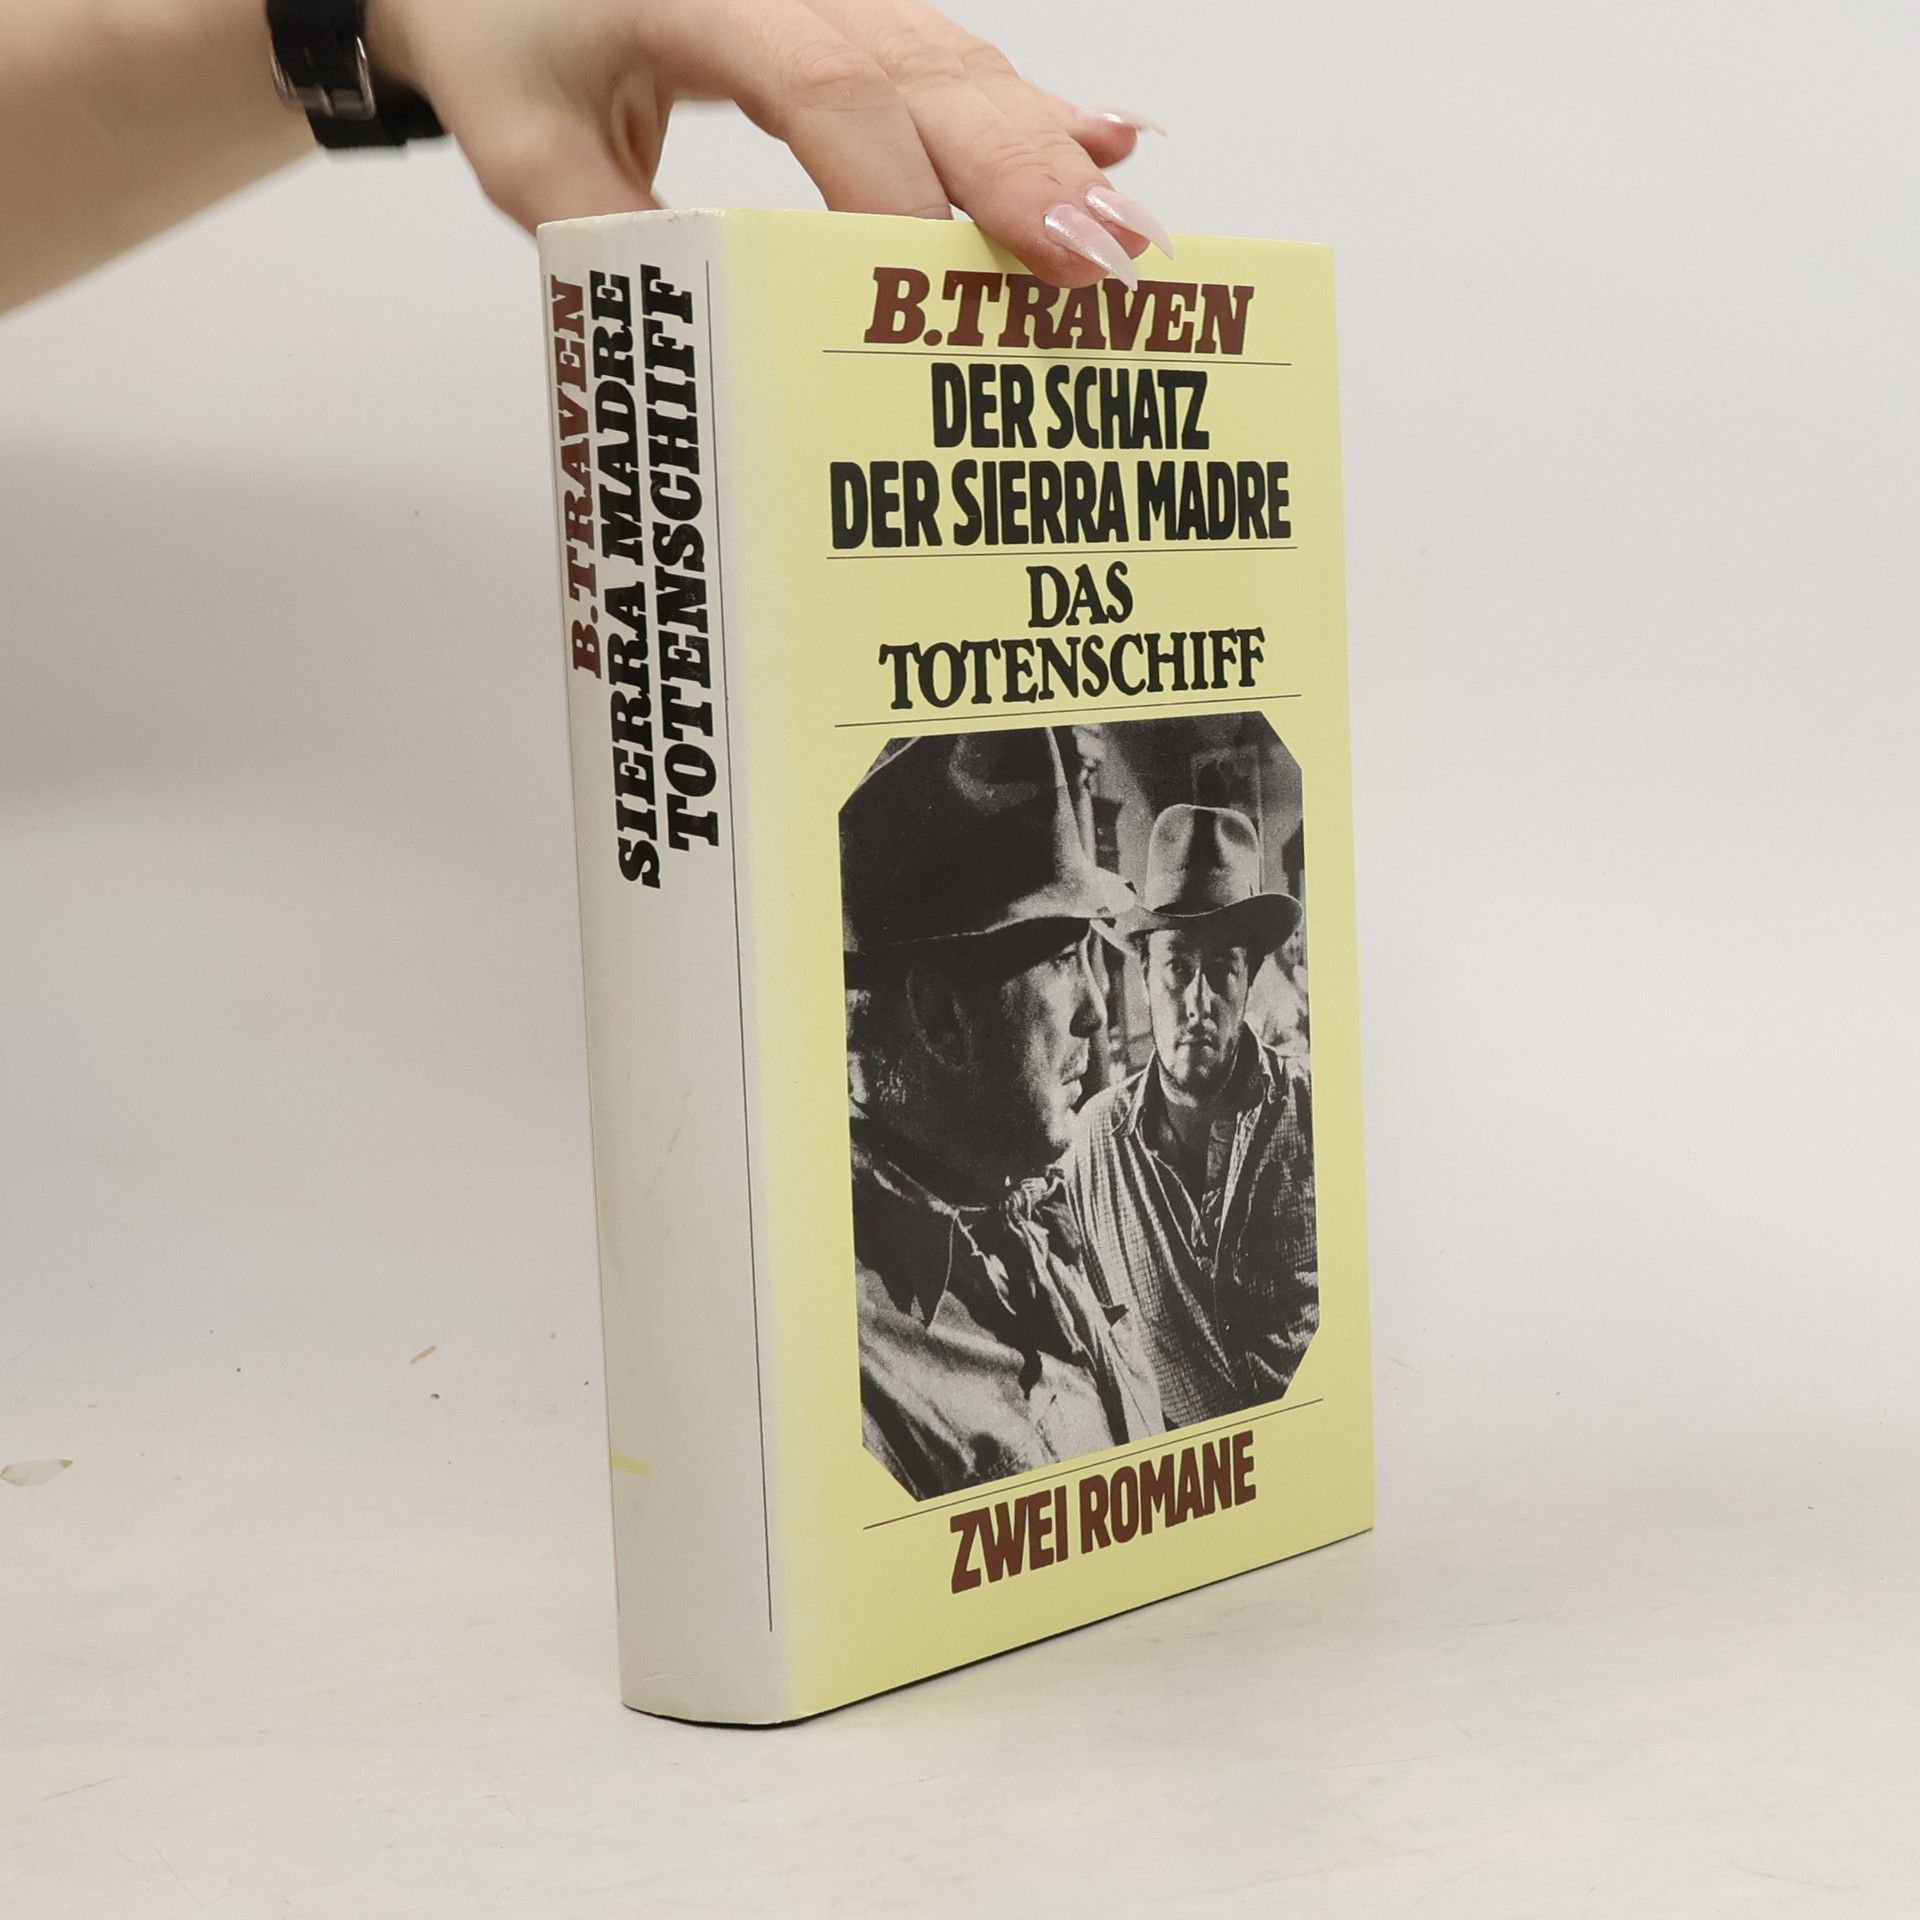 B.TRAVEN
SIERRA MADRE
TOTENSCHIFF
B.TRAVEN
DER SCHATZ
DER SIERRA MADRE
DAS
TOTENSCHIFF
ZWEI ROMANE